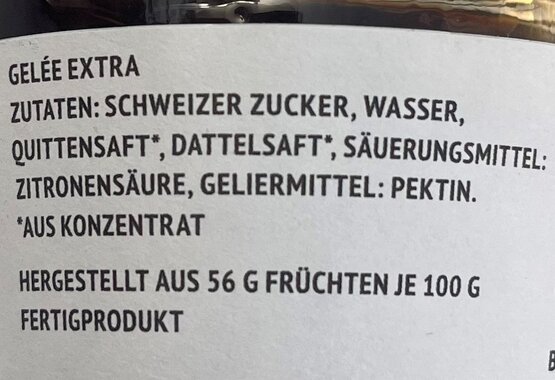 GELÉE EXTRA
ZUTATEN: SCHWEIZER ZUCKER, WASSER,
QUITTENSAFT*, DATTELSAFT*, SÄUERUNGSMITTEL:
ZITRONENSÄURE, GELIERMITTEL: PEKTIN.
*AUS KONZENTRAT
HERGESTELLT AUS 56 G FRÜCHTEN JE 100 G
FERTIGPRODUKT